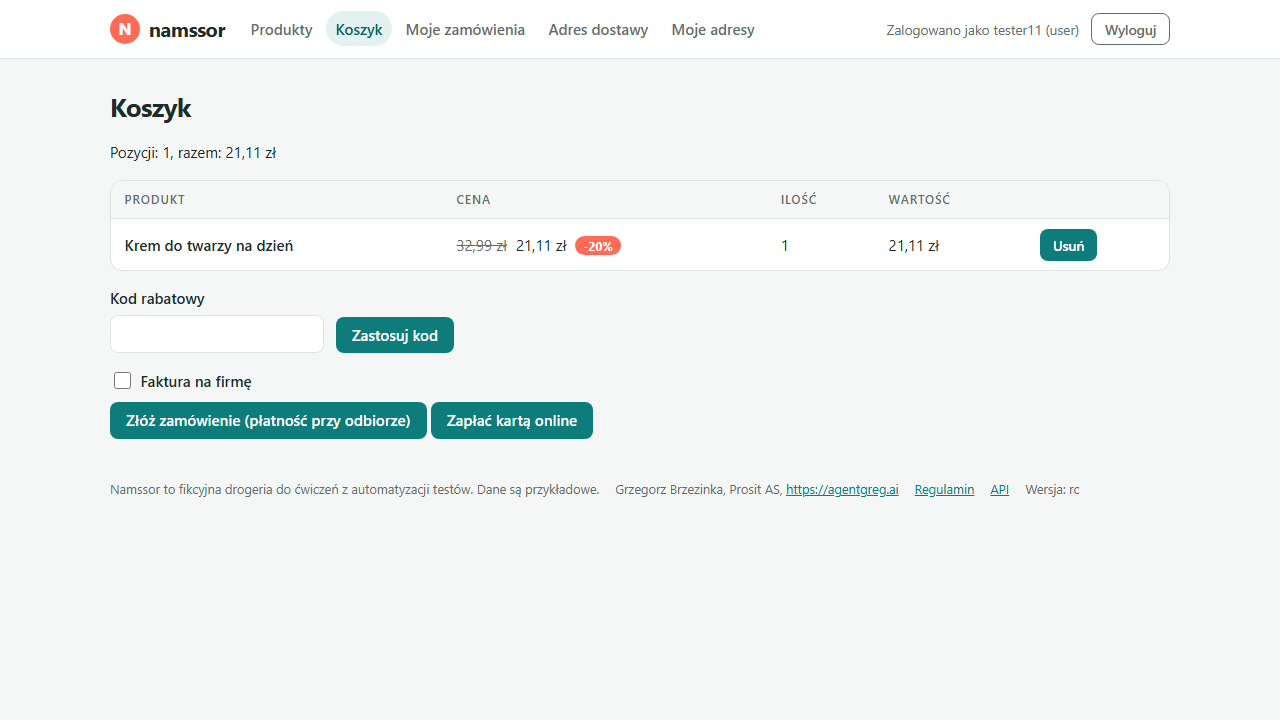 N namssor Produkty Koszyk Moje zamówienia Adres dostawy Moje adresy Zalogowano jako tester11 (user) Wyloguj
Koszyk
Pozycji: 1, razem: 21,11 zł
PRODUKT CENA ILOŚĆ WARTOŚĆ
Krem do twarzy na dzień 32,99 zł 21,11 zł -20% 1 21,11 zł Usuń
Kod rabatowy
Zastosuj kod
Faktura na firmę
Złóż zamówienie (płatność przy odbiorze) Zapłać kartą online
Namssor to fikcyjna drogeria do ćwiczeń z automatyzacji testów. Dane są przykładowe. Grzegorz Brzezinka, Prosit AS, https://agentgreg.ai Regulamin API Wersja: rc